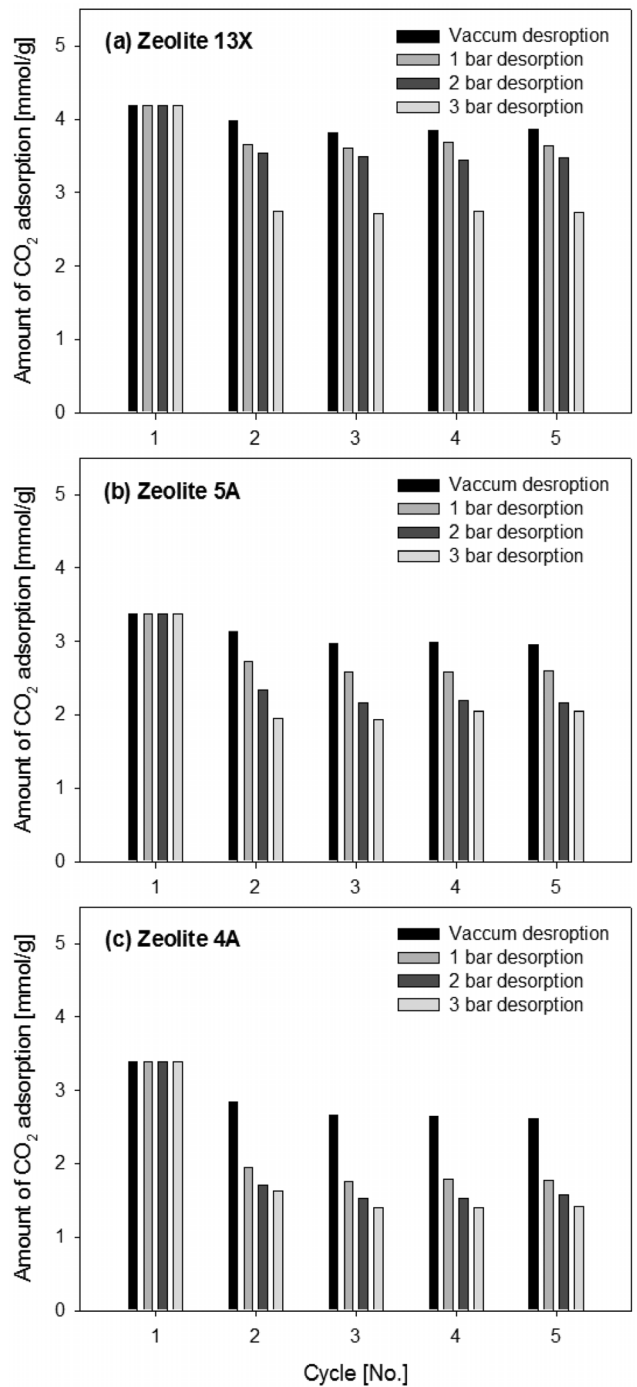 (a) Zeolite 13X
Vaccum desroption
1 bar desorption
2 bar desorption
3 bar desorption
Amount of CO2 adsorption [mmol/g]
5
4
3
2
1
0
1 2 3 4 5
(b) Zeolite 5A
Vaccum desroption
1 bar desorption
2 bar desorption
3 bar desorption
Amount of CO2 adsorption [mmol/g]
5
4
3
2
1
0
1 2 3 4 5
(c) Zeolite 4A
Vaccum desroption
1 bar desorption
2 bar desorption
3 bar desorption
Amount of CO2 adsorption [mmol/g]
5
4
3
2
1
0
1 2 3 4 5
Cycle [No.]